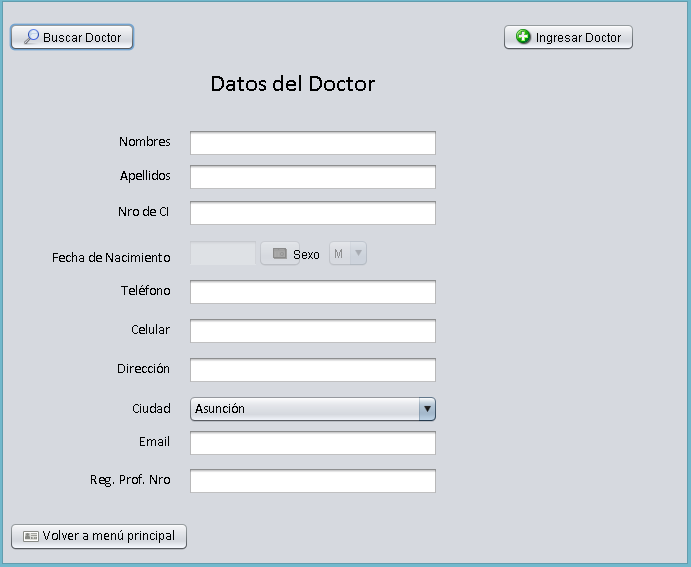 Buscar Doctor
Ingresar Doctor
Datos del Doctor
Nombres
Apellidos
Nro de CI
Fecha de Nacimiento Sexo M
Teléfono
Celular
Dirección
Ciudad Asunción
Email
Reg. Prof. Nro
Volver a menú principal